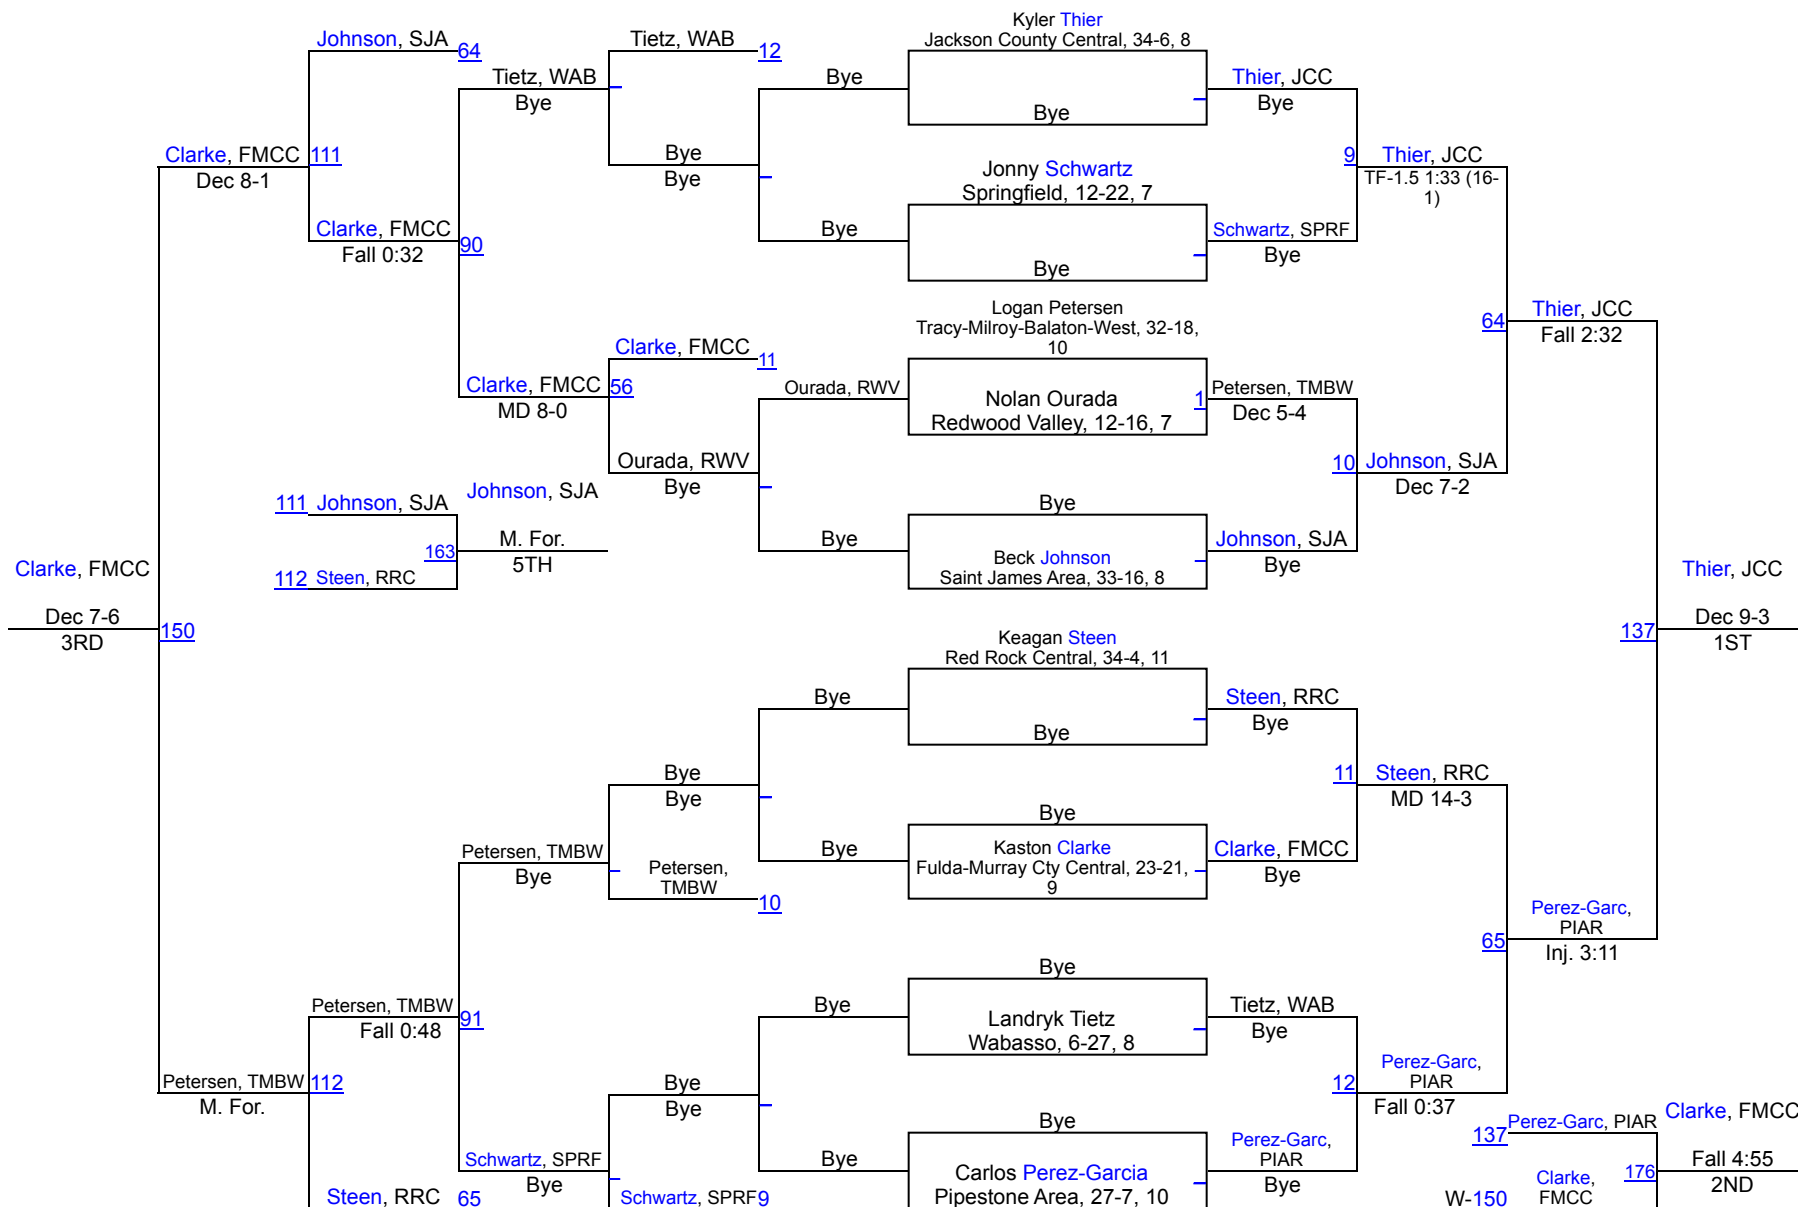 Kyler Thier
Jackson County Central, 34-6, 8
Johnson, SJA
64
Tietz, WAB
12
Tietz, WAB
Bye
Bye
Bye
Thier, JCC
Bye
Clarke, FMCC
111
Dec 8-1
Bye
Bye
Jonny Schwartz
Springfield, 12-22, 7
9
Thier, JCC
TF-1.5 1:33 (16-
1)
Clarke, FMCC
Fall 0:32
90
Bye
Bye
Schwartz, SPRF
Bye
Logan Petersen
Tracy-Milroy-Balaton-West, 32-18,
10
64
Thier, JCC
Fall 2:32
Clarke, FMCC
11
Clarke, FMCC
56
MD 8-0
Ourada, RWV
Nolan Ourada
Redwood Valley, 12-16, 7
1
Petersen, TMBW
Dec 5-4
Ourada, RWV
Bye
10
Johnson, SJA
Dec 7-2
111
Johnson, SJA
Johnson, SJA
163
M. For.
5TH
112
Steen, RRC
Bye
Bye
Beck Johnson
Saint James Area, 33-16, 8
Johnson, SJA
Bye
Clarke, FMCC
Dec 7-6
3RD
150
Thier, JCC
137
Dec 9-3
1ST
Keagan Steen
Red Rock Central, 34-4, 11
Bye
Bye
Steen, RRC
Bye
Bye
Bye
11
Steen, RRC
MD 14-3
Petersen, TMBW
Bye
Petersen,
TMBW
10
Bye
Bye
Kaston Clarke
Fulda-Murray Cty Central, 23-21,
9
Clarke, FMCC
Bye
65
Perez-Garc,
PIAR
Inj. 3:11
Petersen, TMBW
Fall 0:48
91
Bye
Bye
Landryk Tietz
Wabasso, 6-27, 8
Tietz, WAB
Bye
Petersen, TMBW
112
M. For.
Bye
Bye
12
Perez-Garc,
PIAR
Fall 0:37
Schwartz, SPRF
Bye
Bye
Bye
Carlos Perez-Garcia
Pipestone Area, 27-7, 10
Perez-Garc,
PIAR
Bye
137
Perez-Garc, PIAR
Clarke, FMCC
176
Fall 4:55
2ND
Steen, RRC
65
Schwartz, SPRF
9
W-150
Clarke,
FMCC